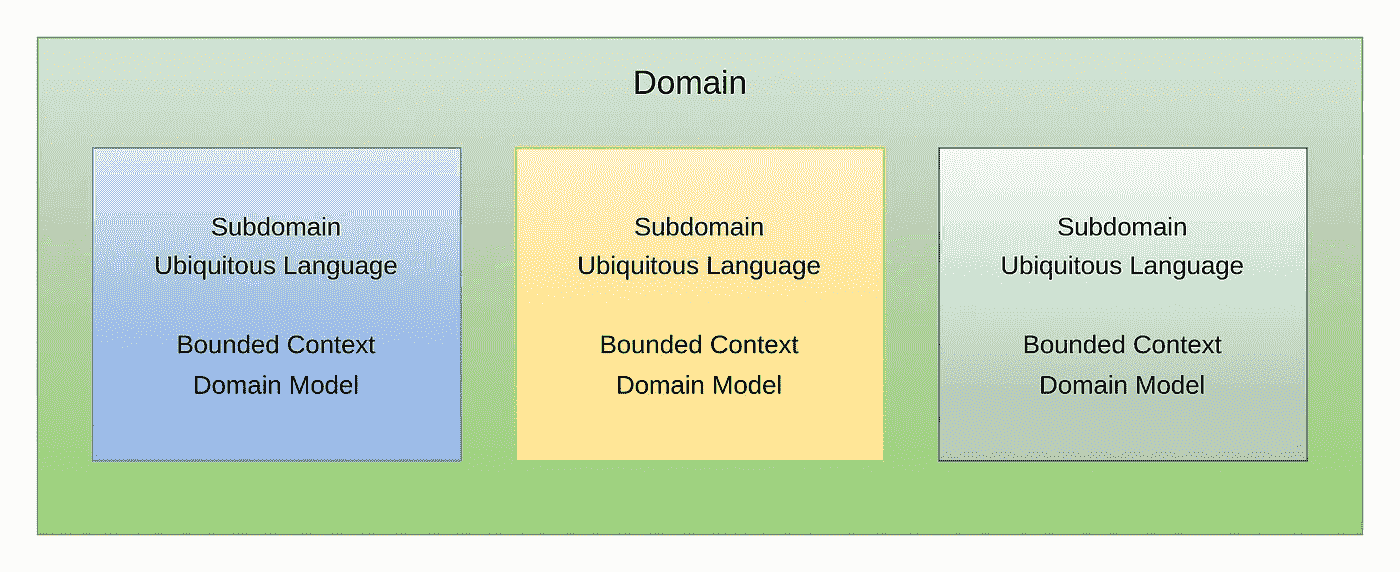 Domain
Subdomain
Ubiquitous Language
Bounded Context
Domain Model
Subdomain
Ubiquitous Language
Bounded Context
Domain Model
Subdomain
Ubiquitous Language
Bounded Context
Domain Model